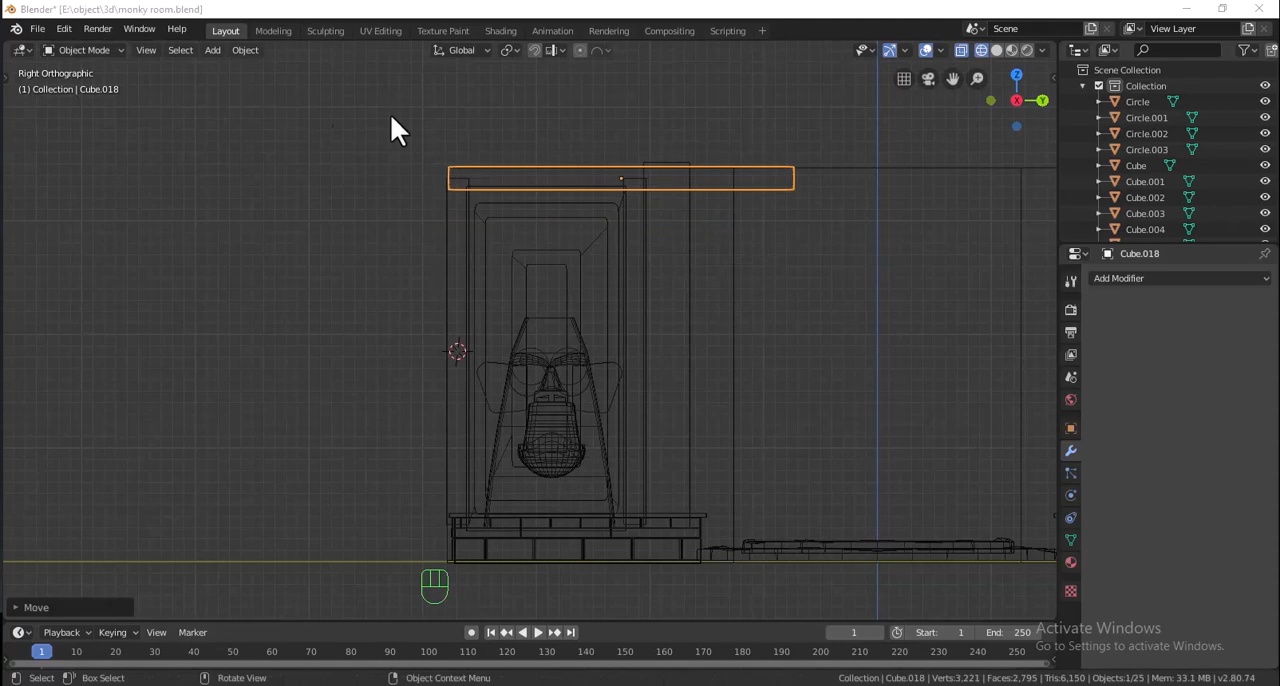 Blender* [E:\object\3d\monky room.blend]
File Edit Render Window Help Layout Modeling Sculpting UV Editing Texture Paint Shading Animation Rendering Compositing Scripting + Scene View Layer
Object Mode View Select Add Object Global
Right Orthographic
(1) Collection | Cube.018
Z
X
Y
Scene Collection
Collection
Circle
Circle.001
Circle.002
Circle.003
Cube
Cube.001
Cube.002
Cube.003
Cube.004
Cube.018
Add Modifier
Move
Playback Keying View Marker 1 Start: 1 End: 250
1 10 20 30 40 50 60 70 80 90 100 110 120 130 140 150 160 170 180 190 200 210 220 230 240 250
Activate Windows
Go to Settings to activate Windows.
Select Box Select Rotate View Object Context Menu Collection | Cube.018 | Verts:3,221 | Faces:2,795 | Tris:6,150 | Objects:1/25 | Mem: 33.1 MB | v2.80.74